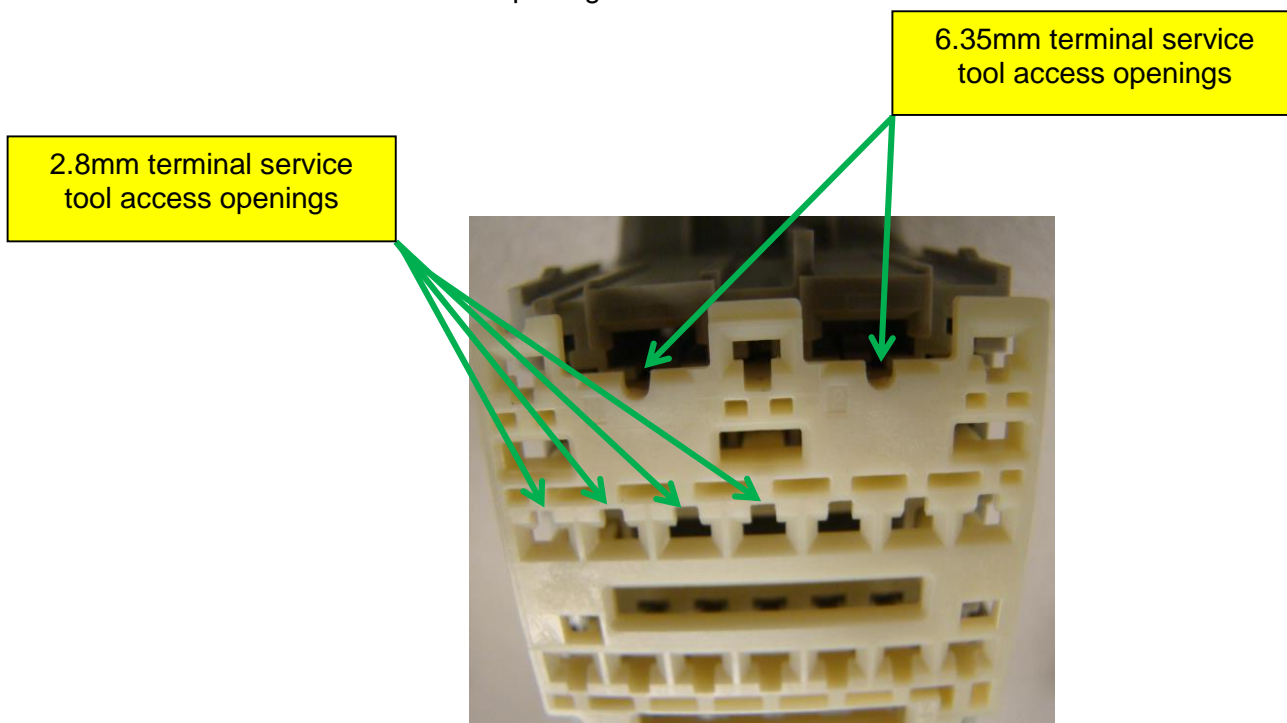 6.35mm terminal service
tool access openings
2.8mm terminal service
tool access openings